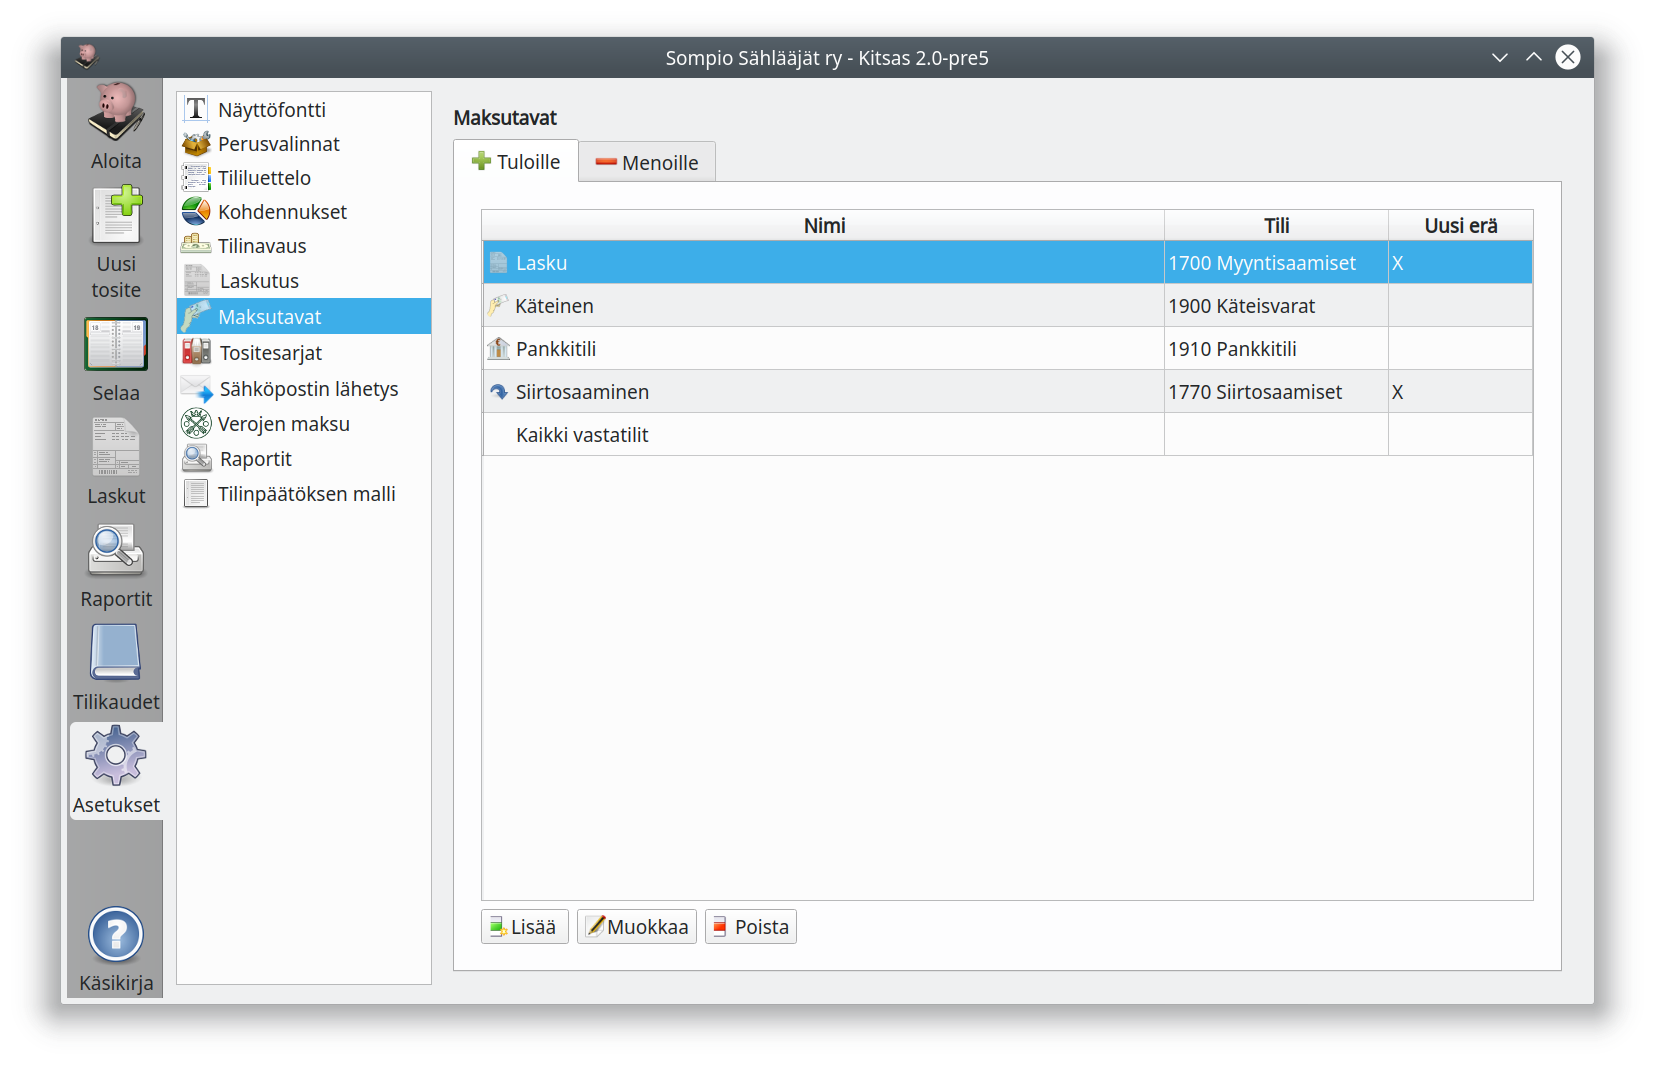 Sompio Sählääjät ry - Kitsas 2.0-pre5
Aloita
Uusi
tosite
Selaa
Laskut
Raportit
Tilikaudet
Asetukset
Käsikirja
Näyttöfontti
Perusvalinnat
Tililuettelo
Kohdennukset
Tilinavaus
Laskutus
Maksutavat
Tositesarjat
Sähköpostin lähetys
Verojen maksu
Raportit
Tilinpäätöksen malli
Maksutavat
Tuloille Menoille
Nimi Tili Uusi erä
Lasku 1700 Myyntisaamiset X
Käteinen 1900 Käteisvarat
Pankkitili 1910 Pankkitili
Siirtosaaminen 1770 Siirtosaamiset X
Kaikki vastatilit
Lisää Muokkaa Poista